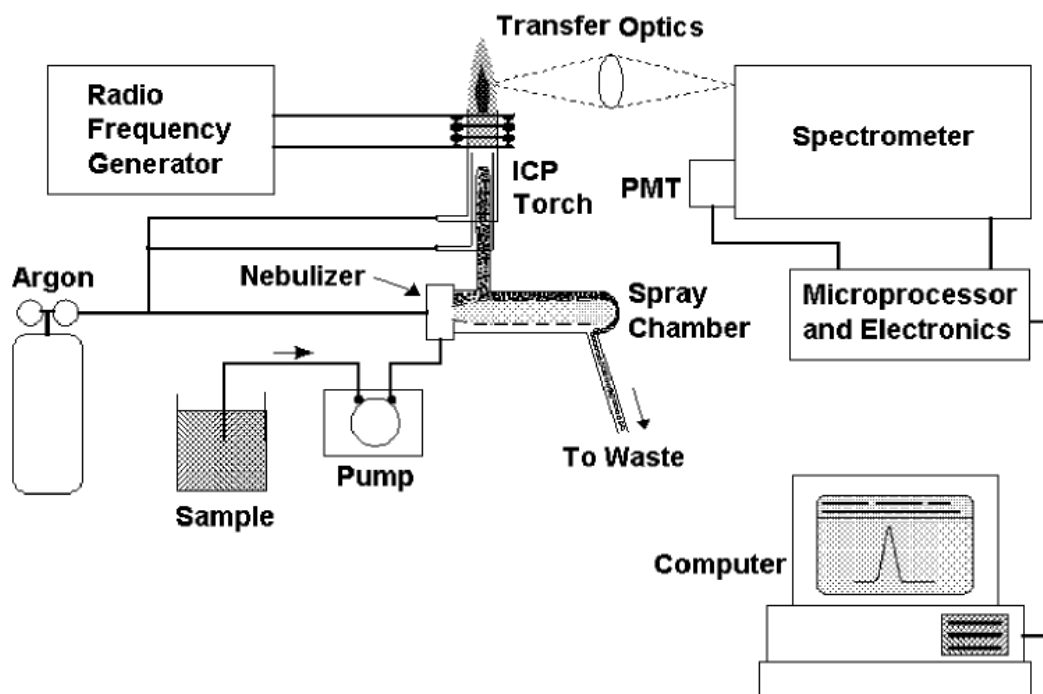 Transfer Optics
Radio
Frequency
Generator
Spectrometer
ICP
Torch
PMT
Nebulizer
Argon
Spray
Chamber
Microprocessor
and Electronics
To Waste
Pump
Sample
Computer